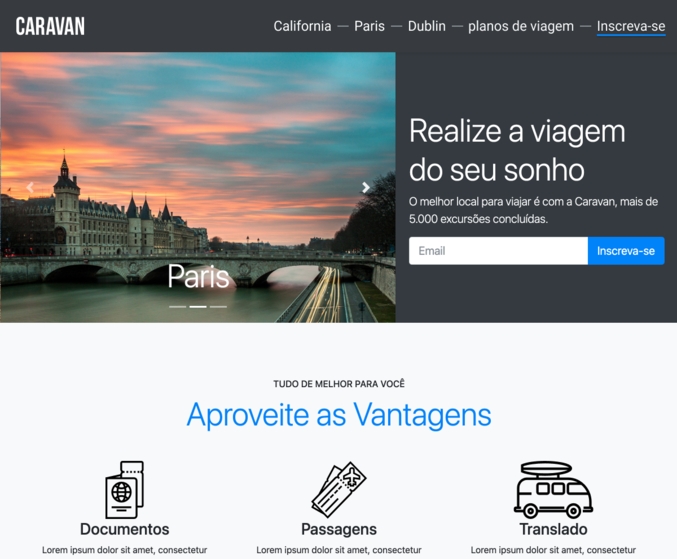 CARAVAN
California — Paris — Dublin — planos de viagem — Inscreva-se
Realize a viagem
do seu sonho
O melhor local para viajar é com a Caravan, mais de
5.000 excursões concluídas.
Email
Inscreva-se
Paris
TUDO DE MELHOR PARA VOCÊ
Aproveite as Vantagens
Documentos
Passagens
Translado
Lorem ipsum dolor sit amet, consectetur
Lorem ipsum dolor sit amet, consectetur
Lorem ipsum dolor sit amet, consectetur